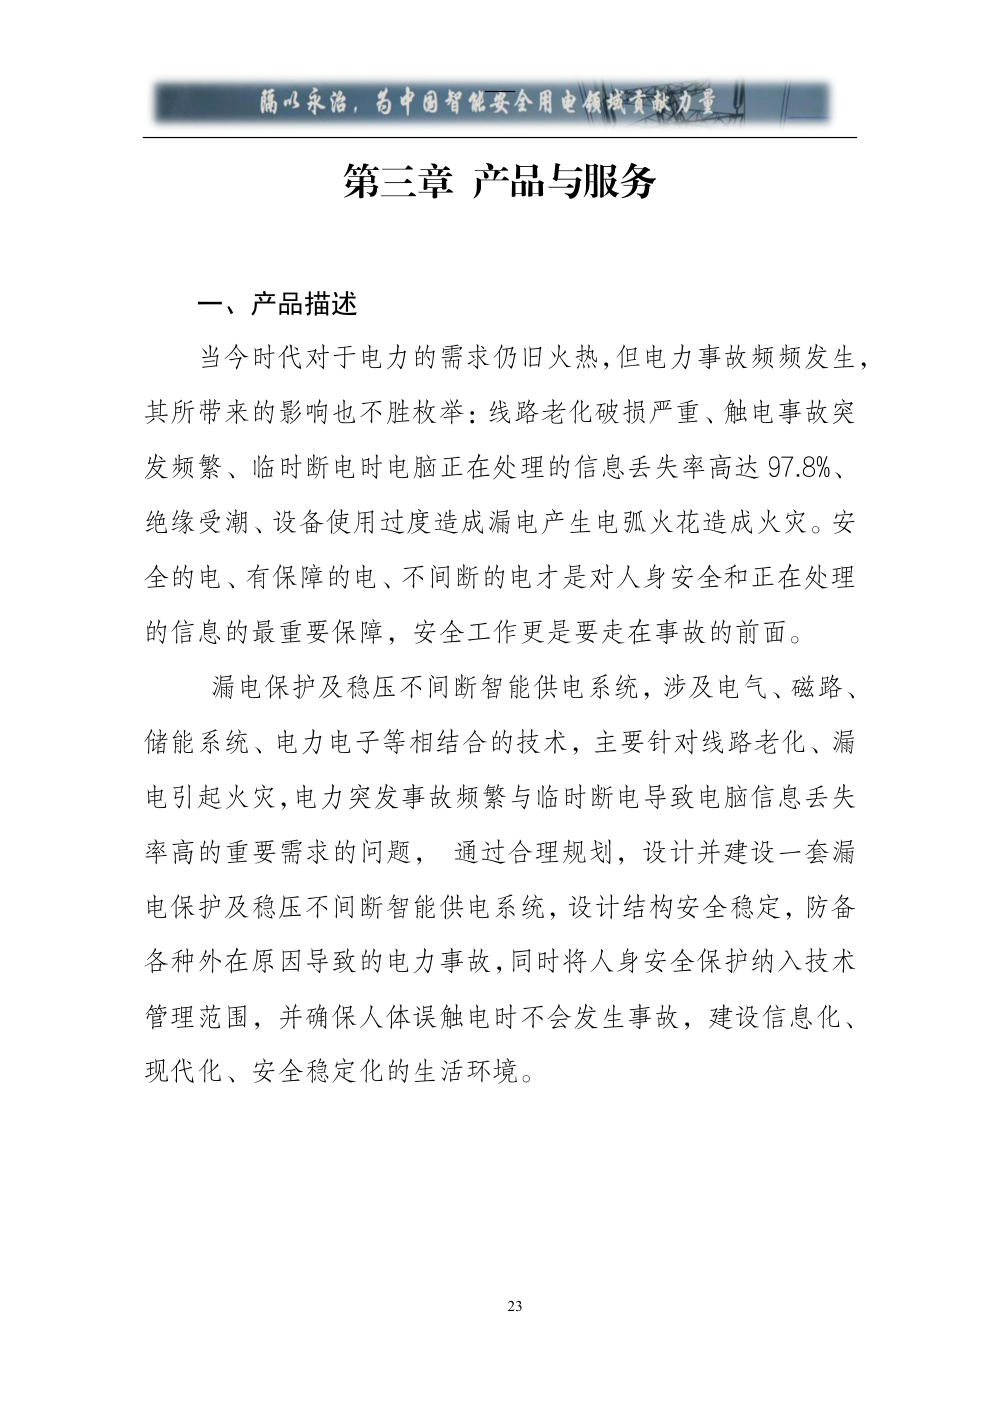 隔以永治，为中国智能安全用电领域贡献力量
第三章 产品与服务
一、产品描述
当今时代对于电力的需求仍旧火热，但电力事故频频发生，
其所带来的影响也不胜枚举：线路老化破损严重、触电事故突
发频繁、临时断电时电脑正在处理的信息丢失率高达 97.8%、
绝缘受潮、设备使用过度造成漏电产生电弧火花造成火灾。安
全的电、有保障的电、不间断的电才是对人身安全和正在处理
的信息的最重要保障，安全工作更是要走在事故的前面。
漏电保护及稳压不间断智能供电系统，涉及电气、磁路、
储能系统、电力电子等相结合的技术，主要针对线路老化、漏
电引起火灾，电力突发事故频繁与临时断电导致电脑信息丢失
率高的重要需求的问题， 通过合理规划，设计并建设一套漏
电保护及稳压不间断智能供电系统，设计结构安全稳定，防备
各种外在原因导致的电力事故，同时将人身安全保护纳入技术
管理范围，并确保人体误触电时不会发生事故，建设信息化、
现代化、安全稳定化的生活环境。
23